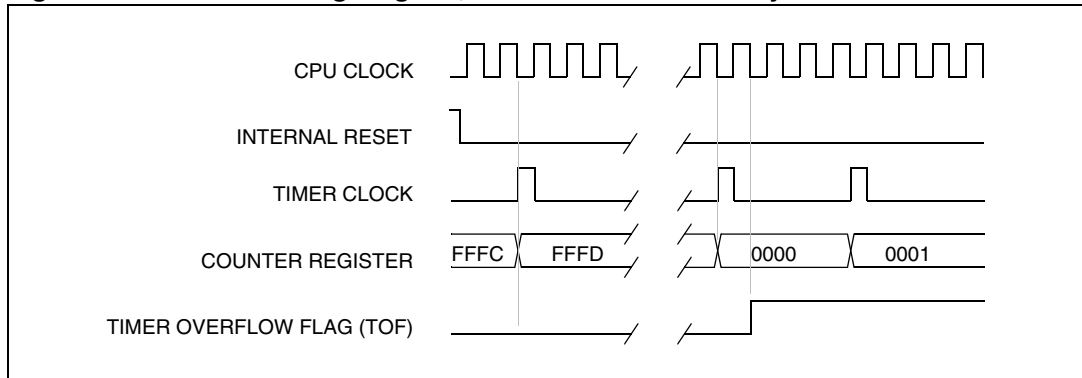 CPU CLOCK
INTERNAL RESET
TIMER CLOCK
COUNTER REGISTER FFFC FFFD 0000 0001
TIMER OVERFLOW FLAG (TOF)